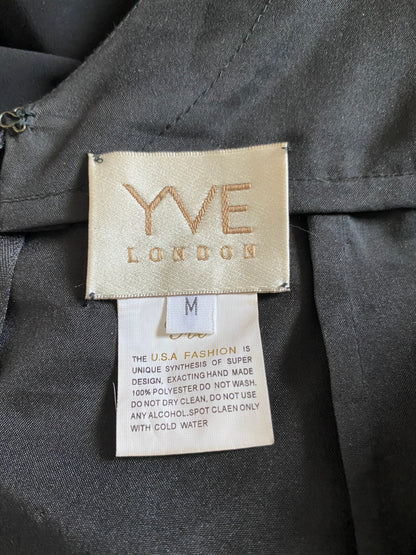 YVE
LONDON
M
THE U.S.A FASHION IS
UNIQUE SYNTHESIS OF SUPER
DESIGN, EXACTING HAND MADE
100% POLYESTER DO NOT WASH.
DO NOT DRY CLEAN, DO NOT USE
ANY ALCOHOL.SPOT CLAEN ONLY
WITH COLD WATER